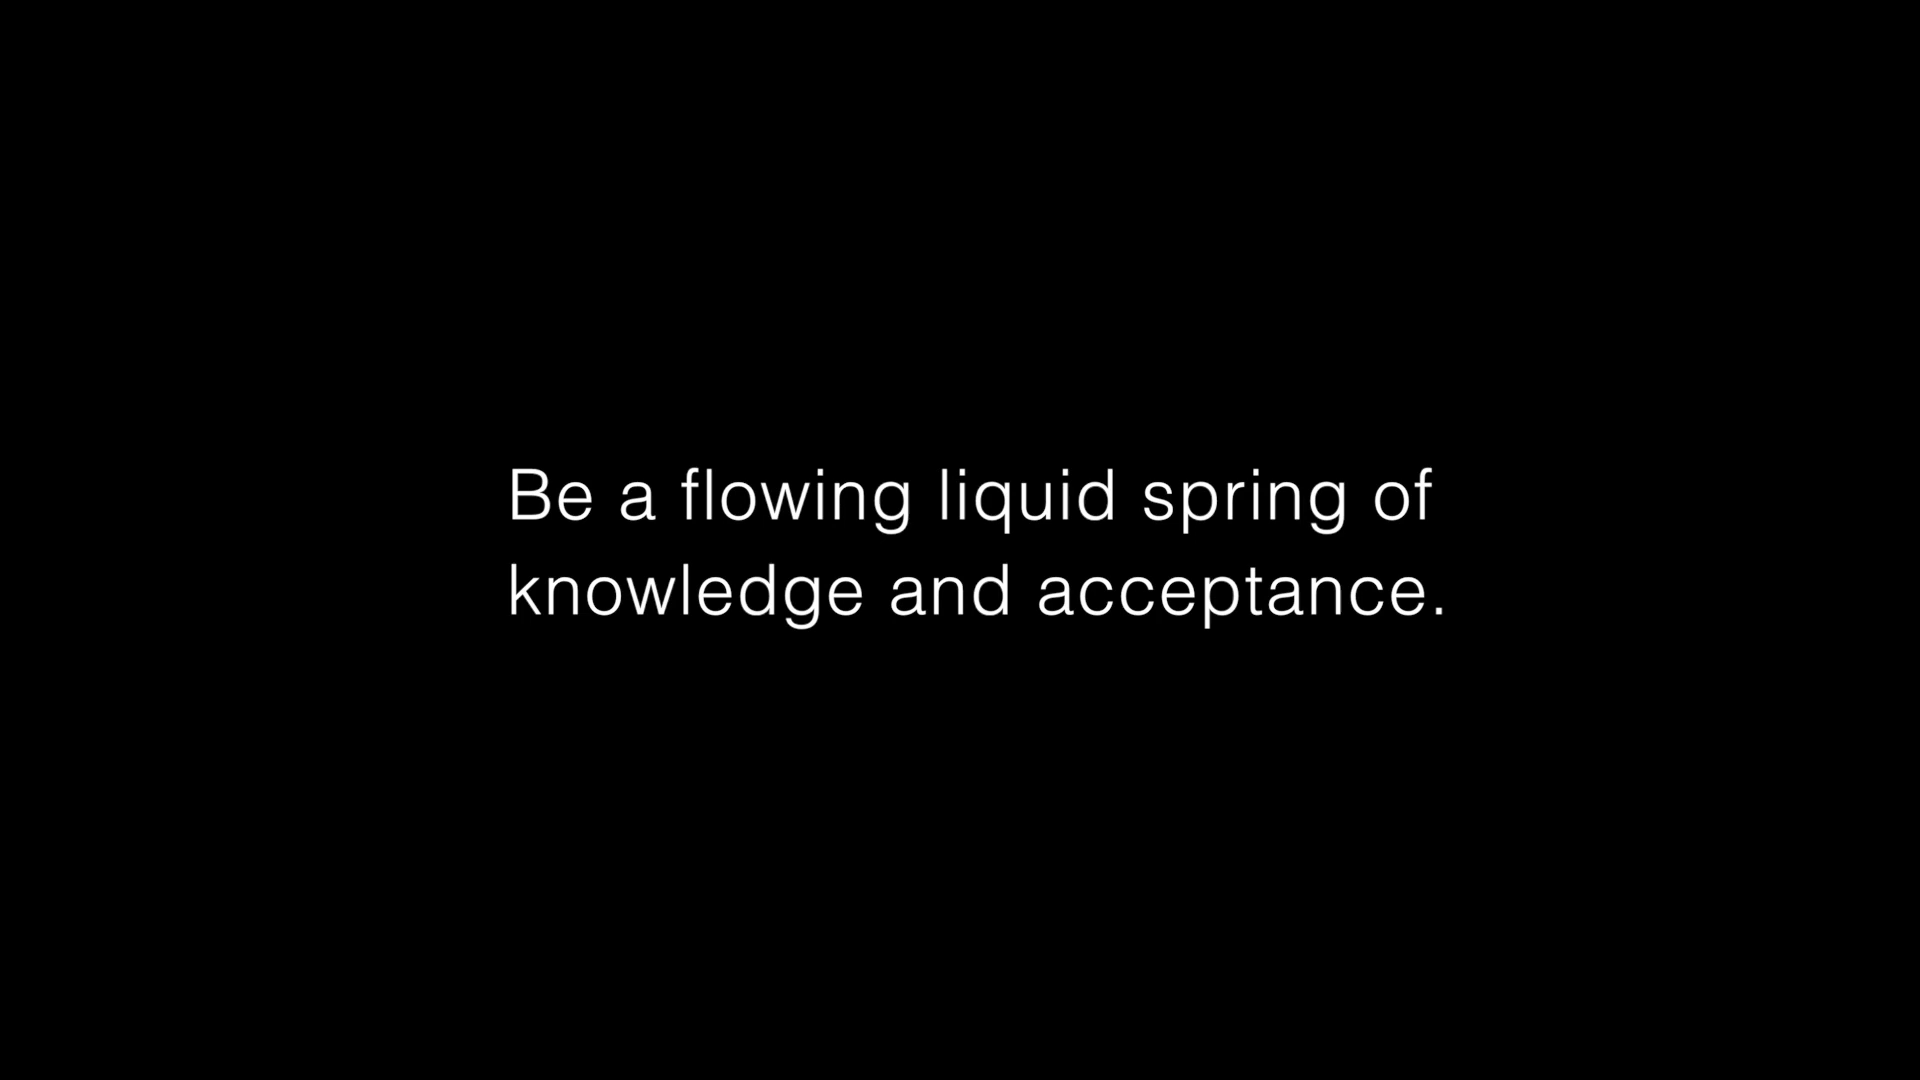 Be a flowing liquid spring of
knowledge and acceptance.